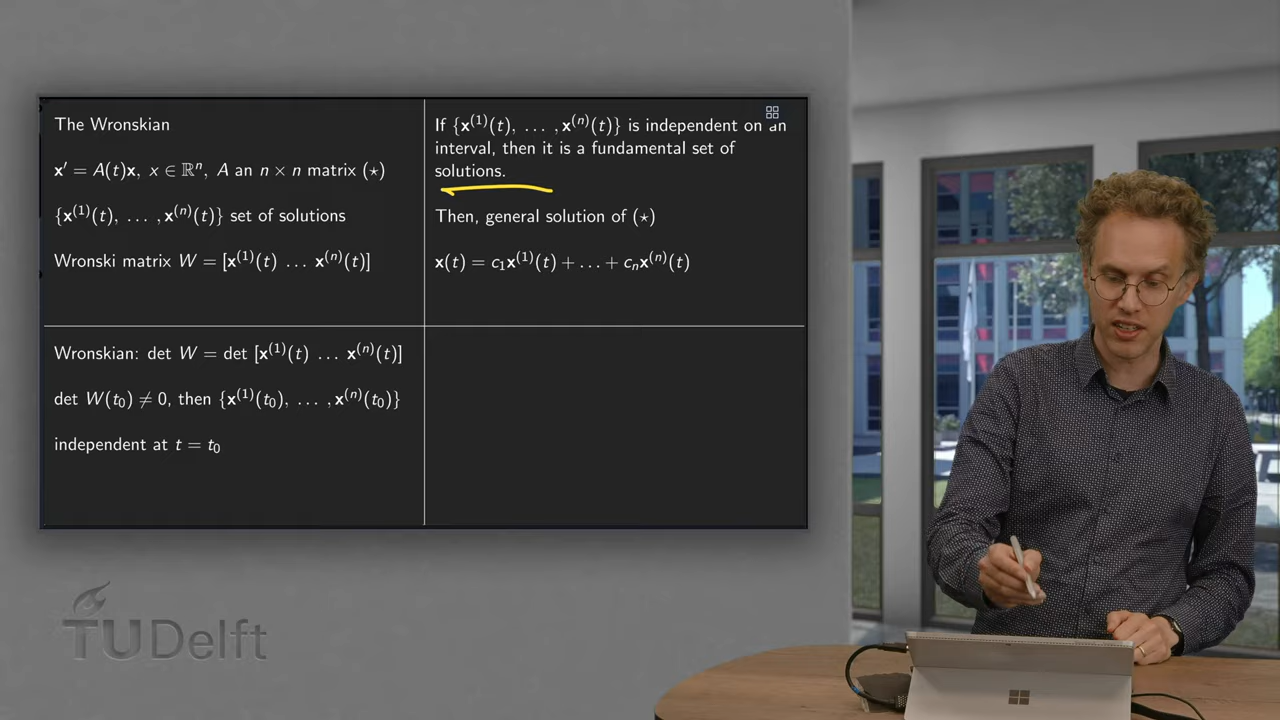 The Wronskian
x′ = A(t)x, x ∈ ℝⁿ, A an n × n matrix (⋆)
{x⁽¹⁾(t), … , x⁽ⁿ⁾(t)} set of solutions
Wronski matrix W = [x⁽¹⁾(t) … x⁽ⁿ⁾(t)]
If {x⁽¹⁾(t), … , x⁽ⁿ⁾(t)} is independent on an
interval, then it is a fundamental set of
solutions.
Then, general solution of (⋆)
x(t) = c₁x⁽¹⁾(t) + … + cₙx⁽ⁿ⁾(t)
Wronskian: det W = det [x⁽¹⁾(t) … x⁽ⁿ⁾(t)]
det W(t₀) ≠ 0, then {x⁽¹⁾(t₀), … , x⁽ⁿ⁾(t₀)}
independent at t = t₀
TUDelft